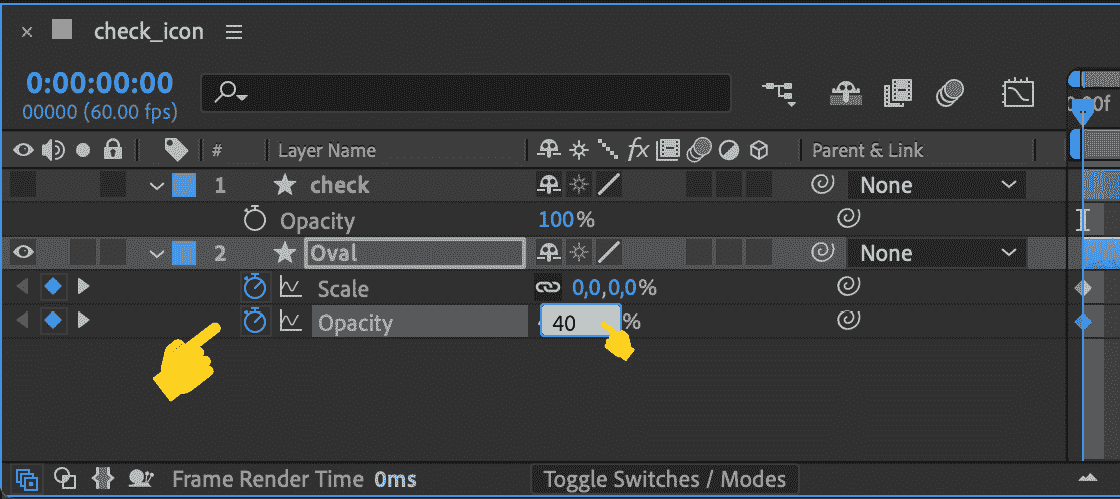 × check_icon
0:00:00:00
00000 (60.00 fps)
# Layer Name fx Parent & Link
1 check None
Opacity 100%
2 Oval None
Scale 0,0,0,0%
Opacity 40 %
Frame Render Time 0ms Toggle Switches / Modes